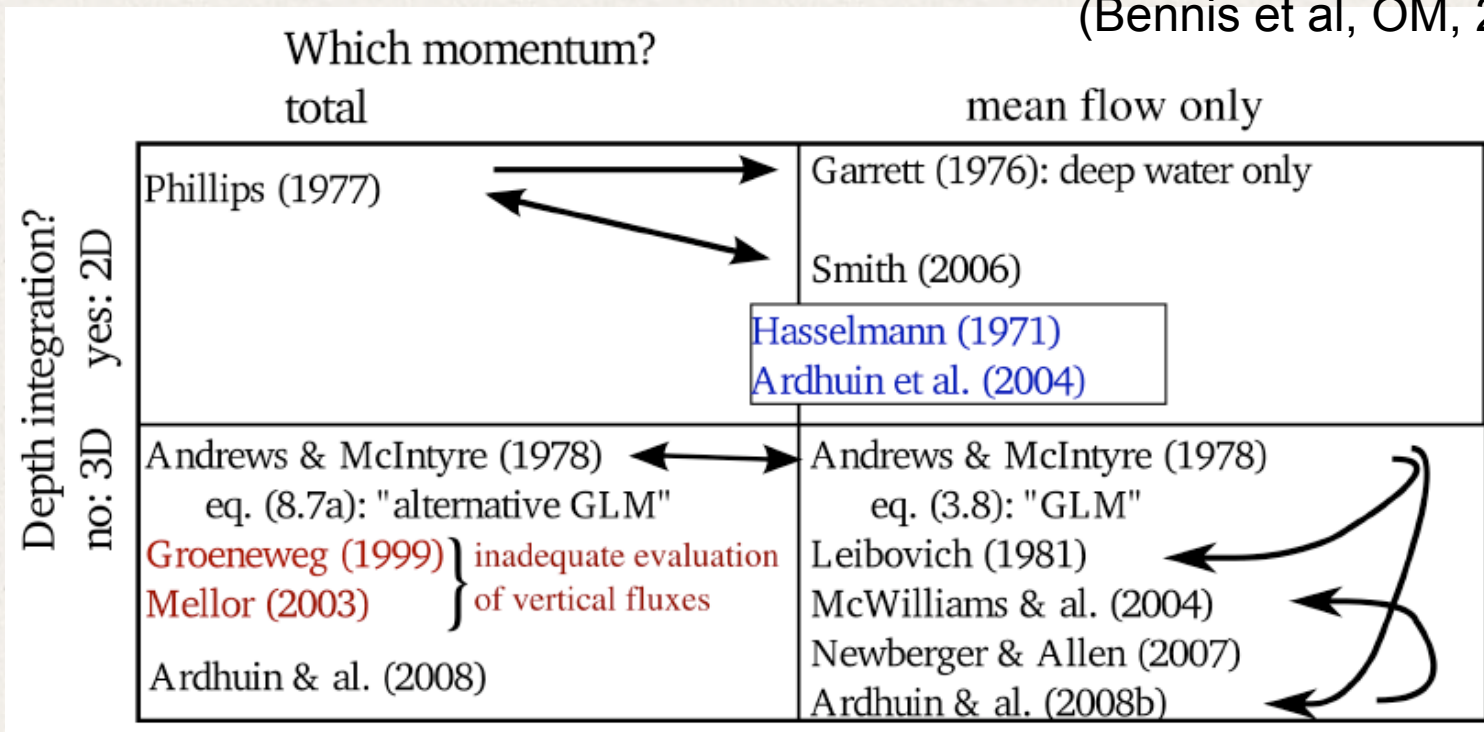 (Bennis et al, OM, 2
Which momentum?
total
mean flow only
Depth integration?
yes: 2D
no: 3D
Phillips (1977)
Garrett (1976): deep water only
Smith (2006)
Hasselmann (1971)
Ardhuin et al. (2004)
Andrews & McIntyre (1978)
eq. (8.7a): "alternative GLM"
Groeneweg (1999)
Mellor (2003)
inadequate evaluation
of vertical fluxes
Ardhuin & al. (2008)
Andrews & McIntyre (1978)
eq. (3.8): "GLM"
Leibovich (1981)
McWilliams & al. (2004)
Newberger & Allen (2007)
Ardhuin & al. (2008b)